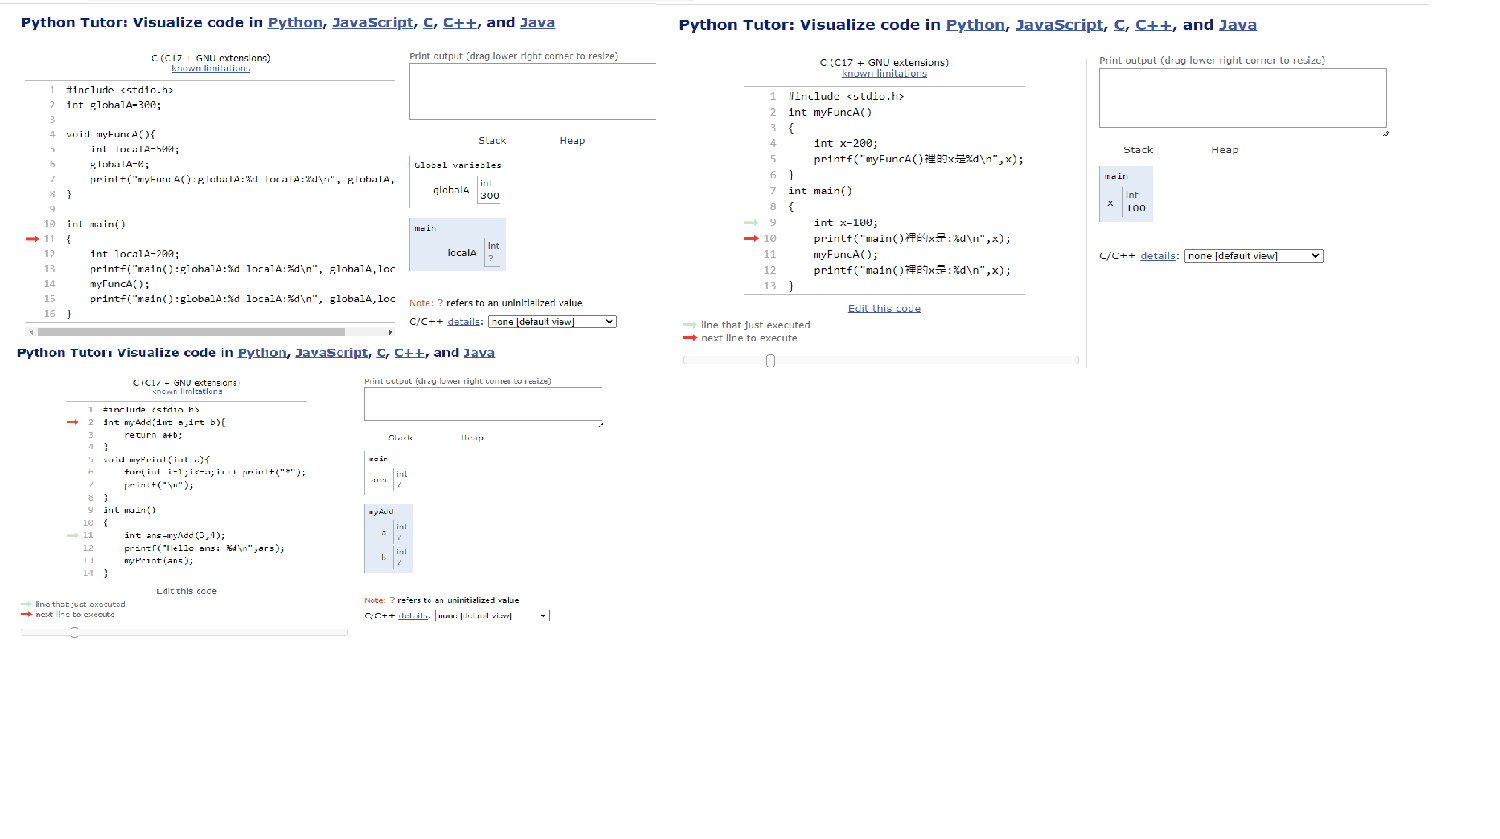 Python Tutor: Visualize code in Python, JavaScript, C, C++, and Java
C (C17 + GNU extensions)
known limitations
1 #include <stdio.h>
2 int globalA=300;
3
4 void myFuncA(){
5 int localA=500;
6 globalA=0;
7 printf("myFuncA():globalA:%d localA:%d\n", globalA,
8 }
9
10 int main()
11 {
12 int localA=200;
13 printf("main():globalA:%d localA:%d\n", globalA,loc
14 myFuncA();
15 printf("main():globalA:%d localA:%d\n", globalA,loc
16 }
Print output (drag lower right corner to resize)
Stack Heap
Global variables
globalA int 300
main
localA int ?
Note: ? refers to an uninitialized value
C/C++ details: none [default view]
Python Tutor: Visualize code in Python, JavaScript, C, C++, and Java
C (C17 + GNU extensions)
known limitations
1 #include <stdio.h>
2 int myFuncA()
3 {
4 int x=200;
5 printf("myFuncA()裡的x是%d\n",x);
6 }
7 int main()
8 {
9 int x=100;
10 printf("main()裡的x是:%d\n",x);
11 myFuncA();
12 printf("main()裡的x是:%d\n",x);
13 }
Edit this code
line that just executed
next line to execute
Print output (drag lower right corner to resize)
Stack Heap
main
x int 100
C/C++ details: none [default view]
Python Tutor: Visualize code in Python, JavaScript, C, C++, and Java
C (C17 + GNU extensions)
known limitations
1 #include <stdio.h>
2 int myAdd(int a,int b){
3 return a+b;
4 }
5 void myPrint(int a){
6 for(int i=1;i<=a;i++) printf("*");
7 printf("\n");
8 }
9 int main()
10 {
11 int ans=myAdd(3,4);
12 printf("Hello ans: %d\n",ans);
13 myPrint(ans);
14 }
Edit this code
line that just executed
next line to execute
Print output (drag lower right corner to resize)
Stack Heap
main
ans int ?
myAdd
a int ?
b int ?
Note: ? refers to an uninitialized value
C/C++ details: none [default view]